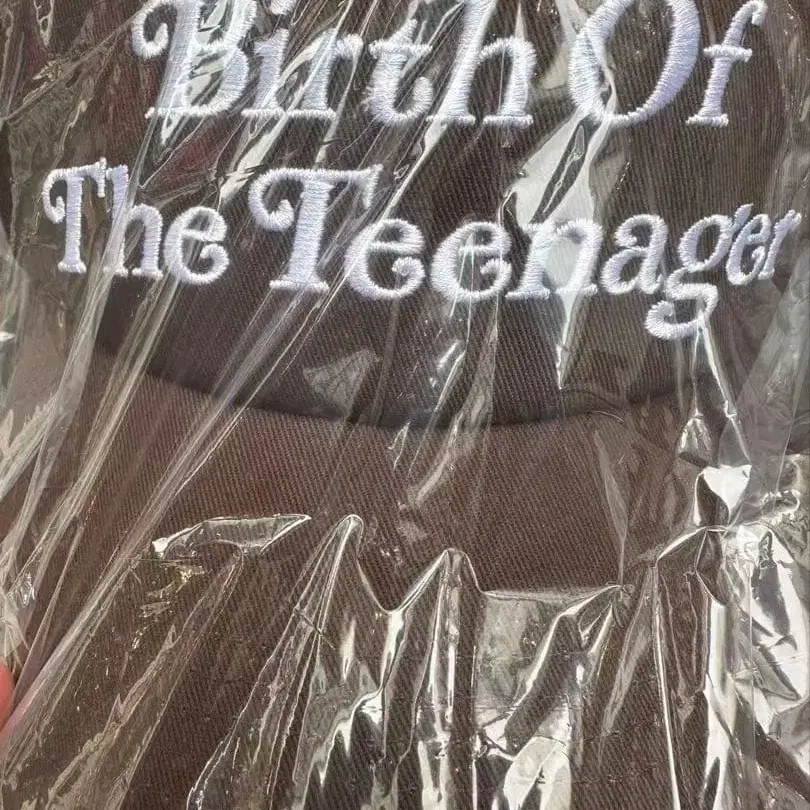 Birth Of
The Teenager